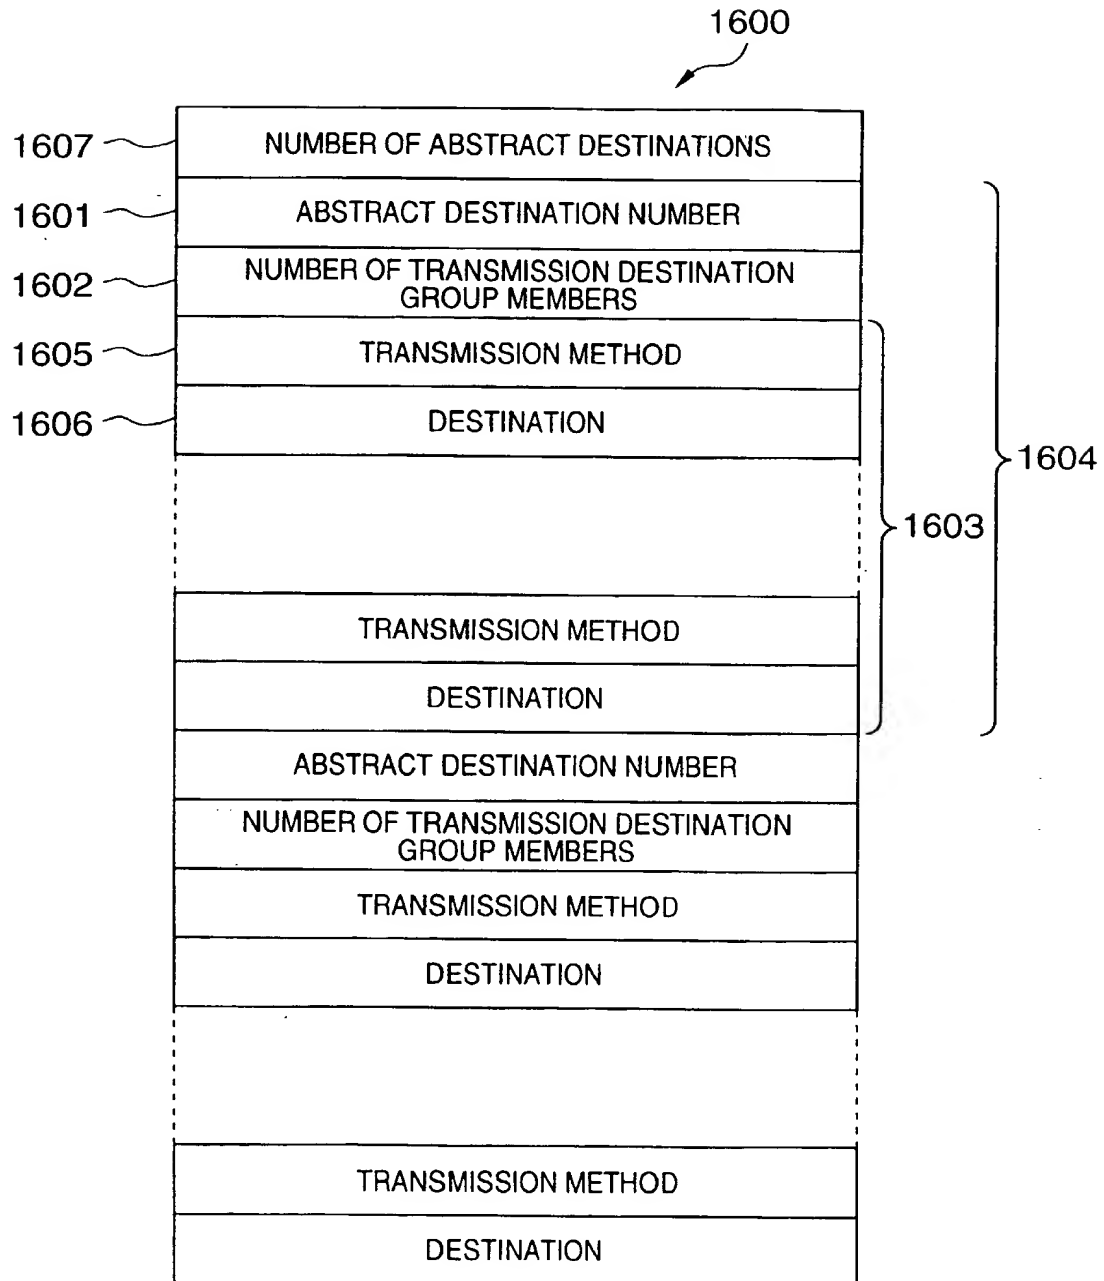 1600
1607
NUMBER OF ABSTRACT DESTINATIONS
1601
ABSTRACT DESTINATION NUMBER
1602
NUMBER OF TRANSMISSION DESTINATION
GROUP MEMBERS
1605
TRANSMISSION METHOD
1606
DESTINATION
1604
1603
TRANSMISSION METHOD
DESTINATION
ABSTRACT DESTINATION NUMBER
NUMBER OF TRANSMISSION DESTINATION
GROUP MEMBERS
TRANSMISSION METHOD
DESTINATION
TRANSMISSION METHOD
DESTINATION